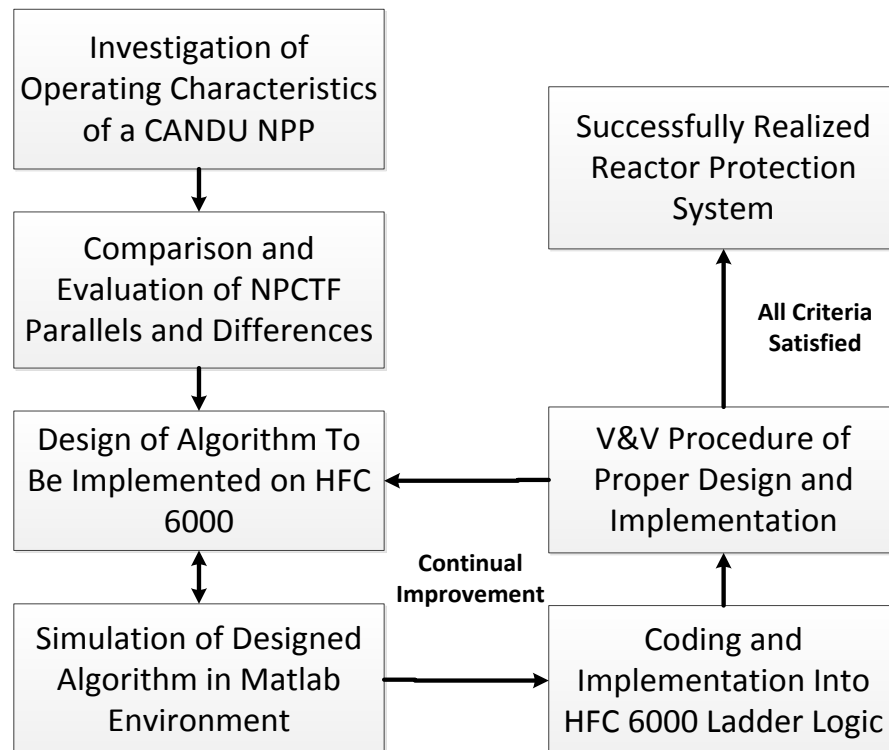 Investigation of
Operating Characteristics
of a CANDU NPP
Comparison and
Evaluation of NPCTF
Parallels and Differences
Design of Algorithm To
Be Implemented on HFC
6000
Simulation of Designed
Algorithm in Matlab
Environment
Continual
Improvement
Coding and
Implementation Into
HFC 6000 Ladder Logic
V&V Procedure of
Proper Design and
Implementation
All Criteria
Satisfied
Successfully Realized
Reactor Protection
System